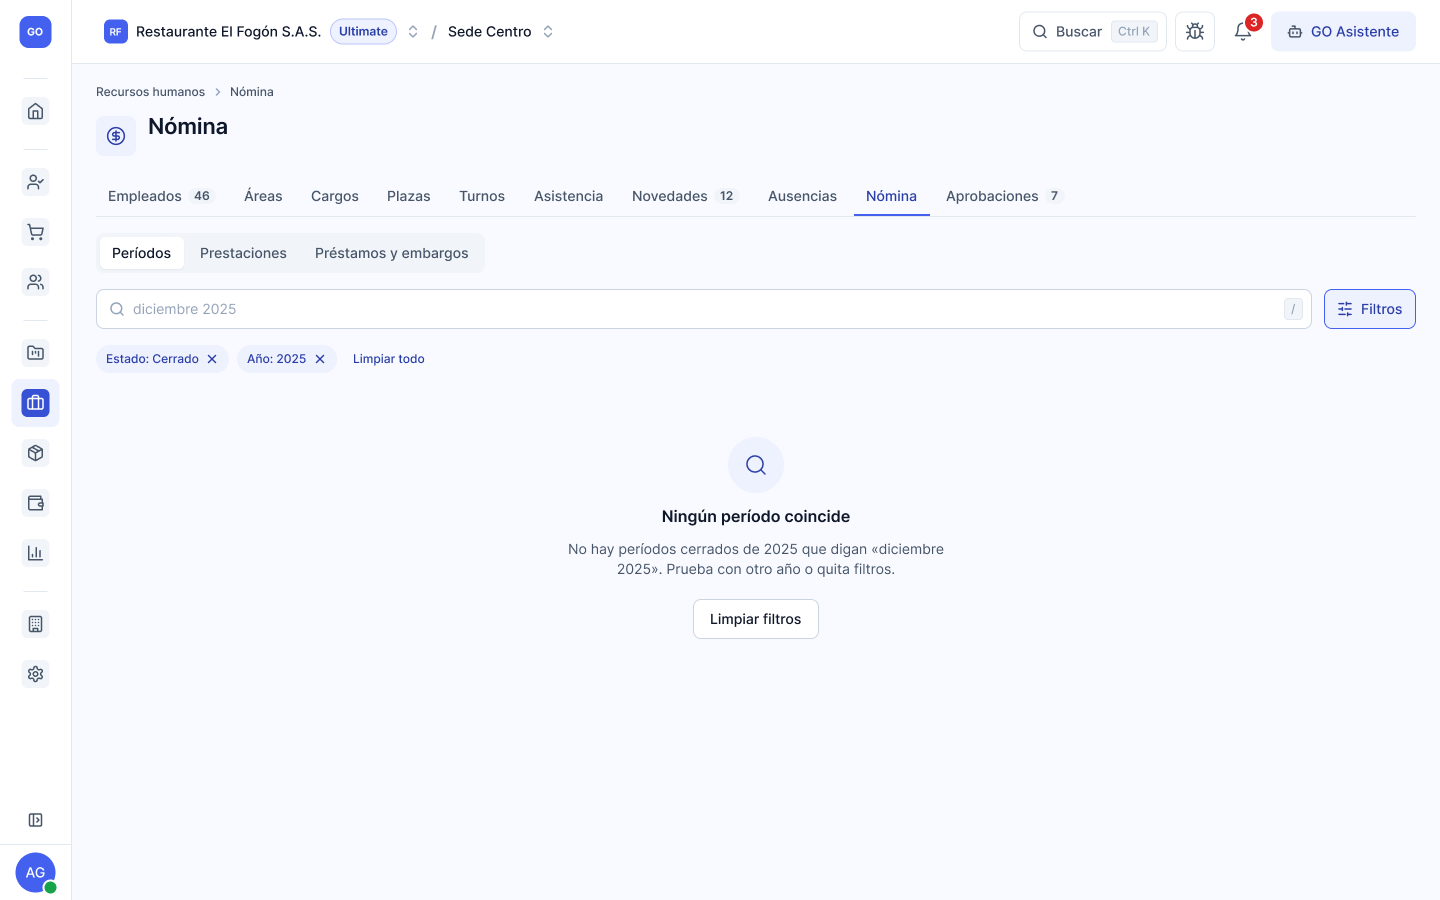 GO
RF Restaurante El Fogón S.A.S. Ultimate / Sede Centro
Buscar Ctrl K
3
GO Asistente
Recursos humanos > Nómina
Nómina
Empleados 46 Áreas Cargos Plazas Turnos Asistencia Novedades 12 Ausencias Nómina Aprobaciones 7
Períodos Prestaciones Préstamos y embargos
diciembre 2025 /
Filtros
Estado: Cerrado Año: 2025 Limpiar todo
Ningún período coincide
No hay períodos cerrados de 2025 que digan «diciembre
2025». Prueba con otro año o quita filtros.
Limpiar filtros
AG